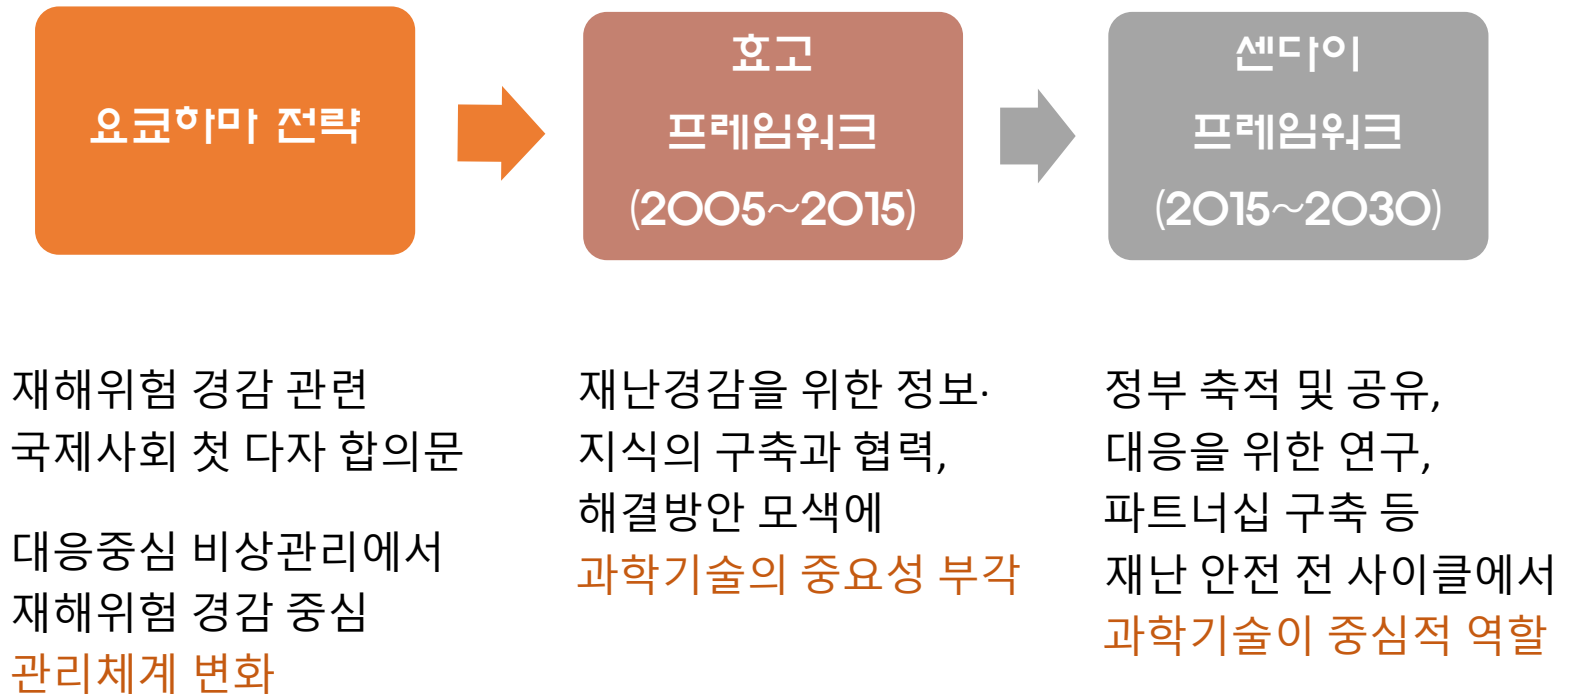 요쿄하마 전략
효고
프레임워크
(2005~2015)
센다이
프레임워크
(2015~2030)
재해위험 경감 관련
국제사회 첫 다자 합의문
대응중심 비상관리에서
재해위험 경감 중심
관리체계 변화
재난경감을 위한 정보·
지식의 구축과 협력,
해결방안 모색에
과학기술의 중요성 부각
정부 축적 및 공유,
대응을 위한 연구,
파트너십 구축 등
재난 안전 전 사이클에서
과학기술이 중심적 역할